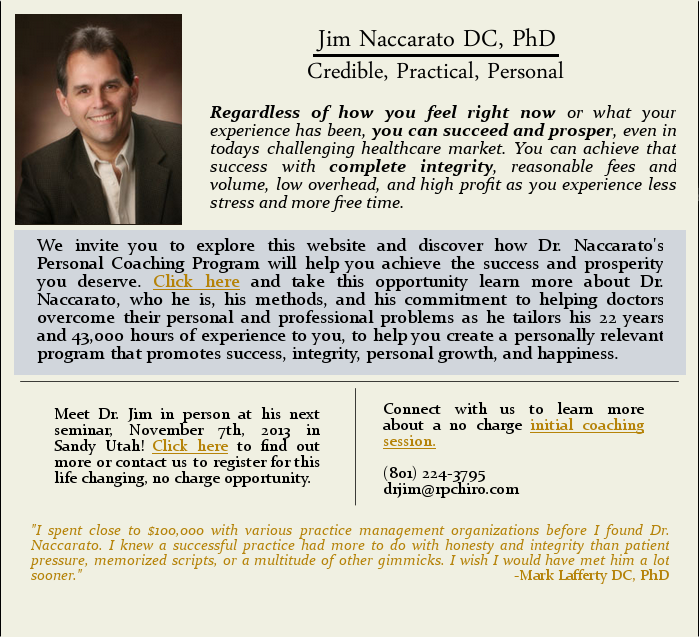 Jim Naccarato DC, PhD
Credible, Practical, Personal
Regardless of how you feel right now or what your
experience has been, you can succeed and prosper, even in
todays challenging healthcare market. You can achieve that
success with complete integrity, reasonable fees and
volume, low overhead, and high profit as you experience less
stress and more free time.
We invite you to explore this website and discover how Dr. Naccarato's
Personal Coaching Program will help you achieve the success and prosperity
you deserve. Click here and take this opportunity learn more about Dr.
Naccarato, who he is, his methods, and his commitment to helping doctors
overcome their personal and professional problems as he tailors his 22 years
and 43,000 hours of experience to you, to help you create a personally relevant
program that promotes success, integrity, personal growth, and happiness.
Meet Dr. Jim in person at his next
seminar, November 7th, 2013 in
Sandy Utah! Click here to find out
more or contact us to register for this
life changing, no charge opportunity.
Connect with us to learn more
about a no charge initial coaching
session.
(801) 224-3795
drjim@rpchiro.com
"I spent close to $100,000 with various practice management organizations before I found Dr.
Naccarato. I knew a successful practice had more to do with honesty and integrity than patient
pressure, memorized scripts, or a multitude of other gimmicks. I wish I would have met him a lot
sooner."
-Mark Lafferty DC, PhD